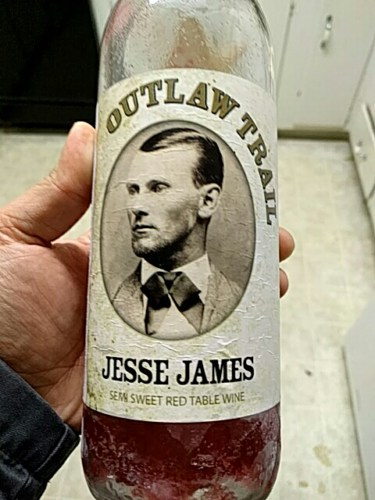 OUTLAW TRAIL
JESSE JAMES
SEMI SWEET RED TABLE WINE